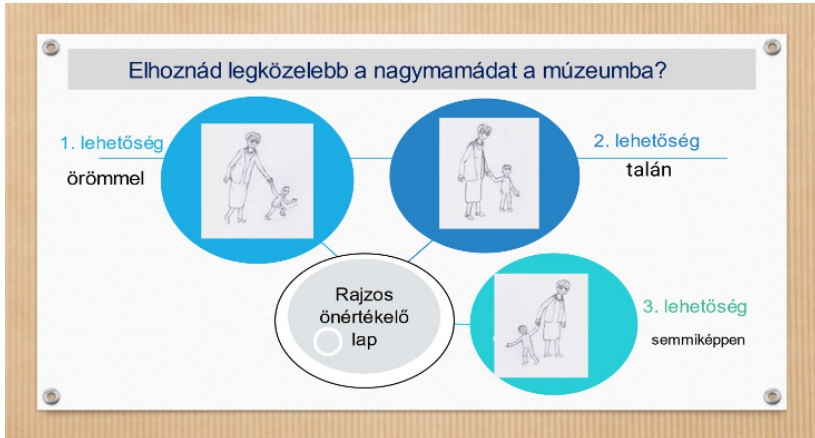 Elhoznád legközelebb a nagymamádat a múzeumba?
1. lehetőség
örömmel
2. lehetőség
talán
Rajzos
önértékelő
lap
3. lehetőség
semmiképpen